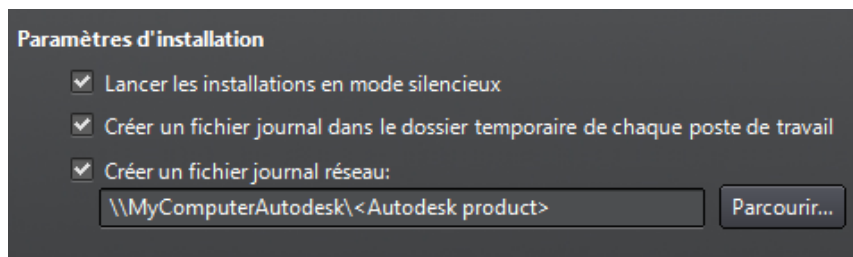 Paramètres d'installation
Lancer les installations en mode silencieux
Créer un fichier journal dans le dossier temporaire de chaque poste de travail
Créer un fichier journal réseau:
\\MyComputerAutodesk\<Autodesk product> Parcourir...